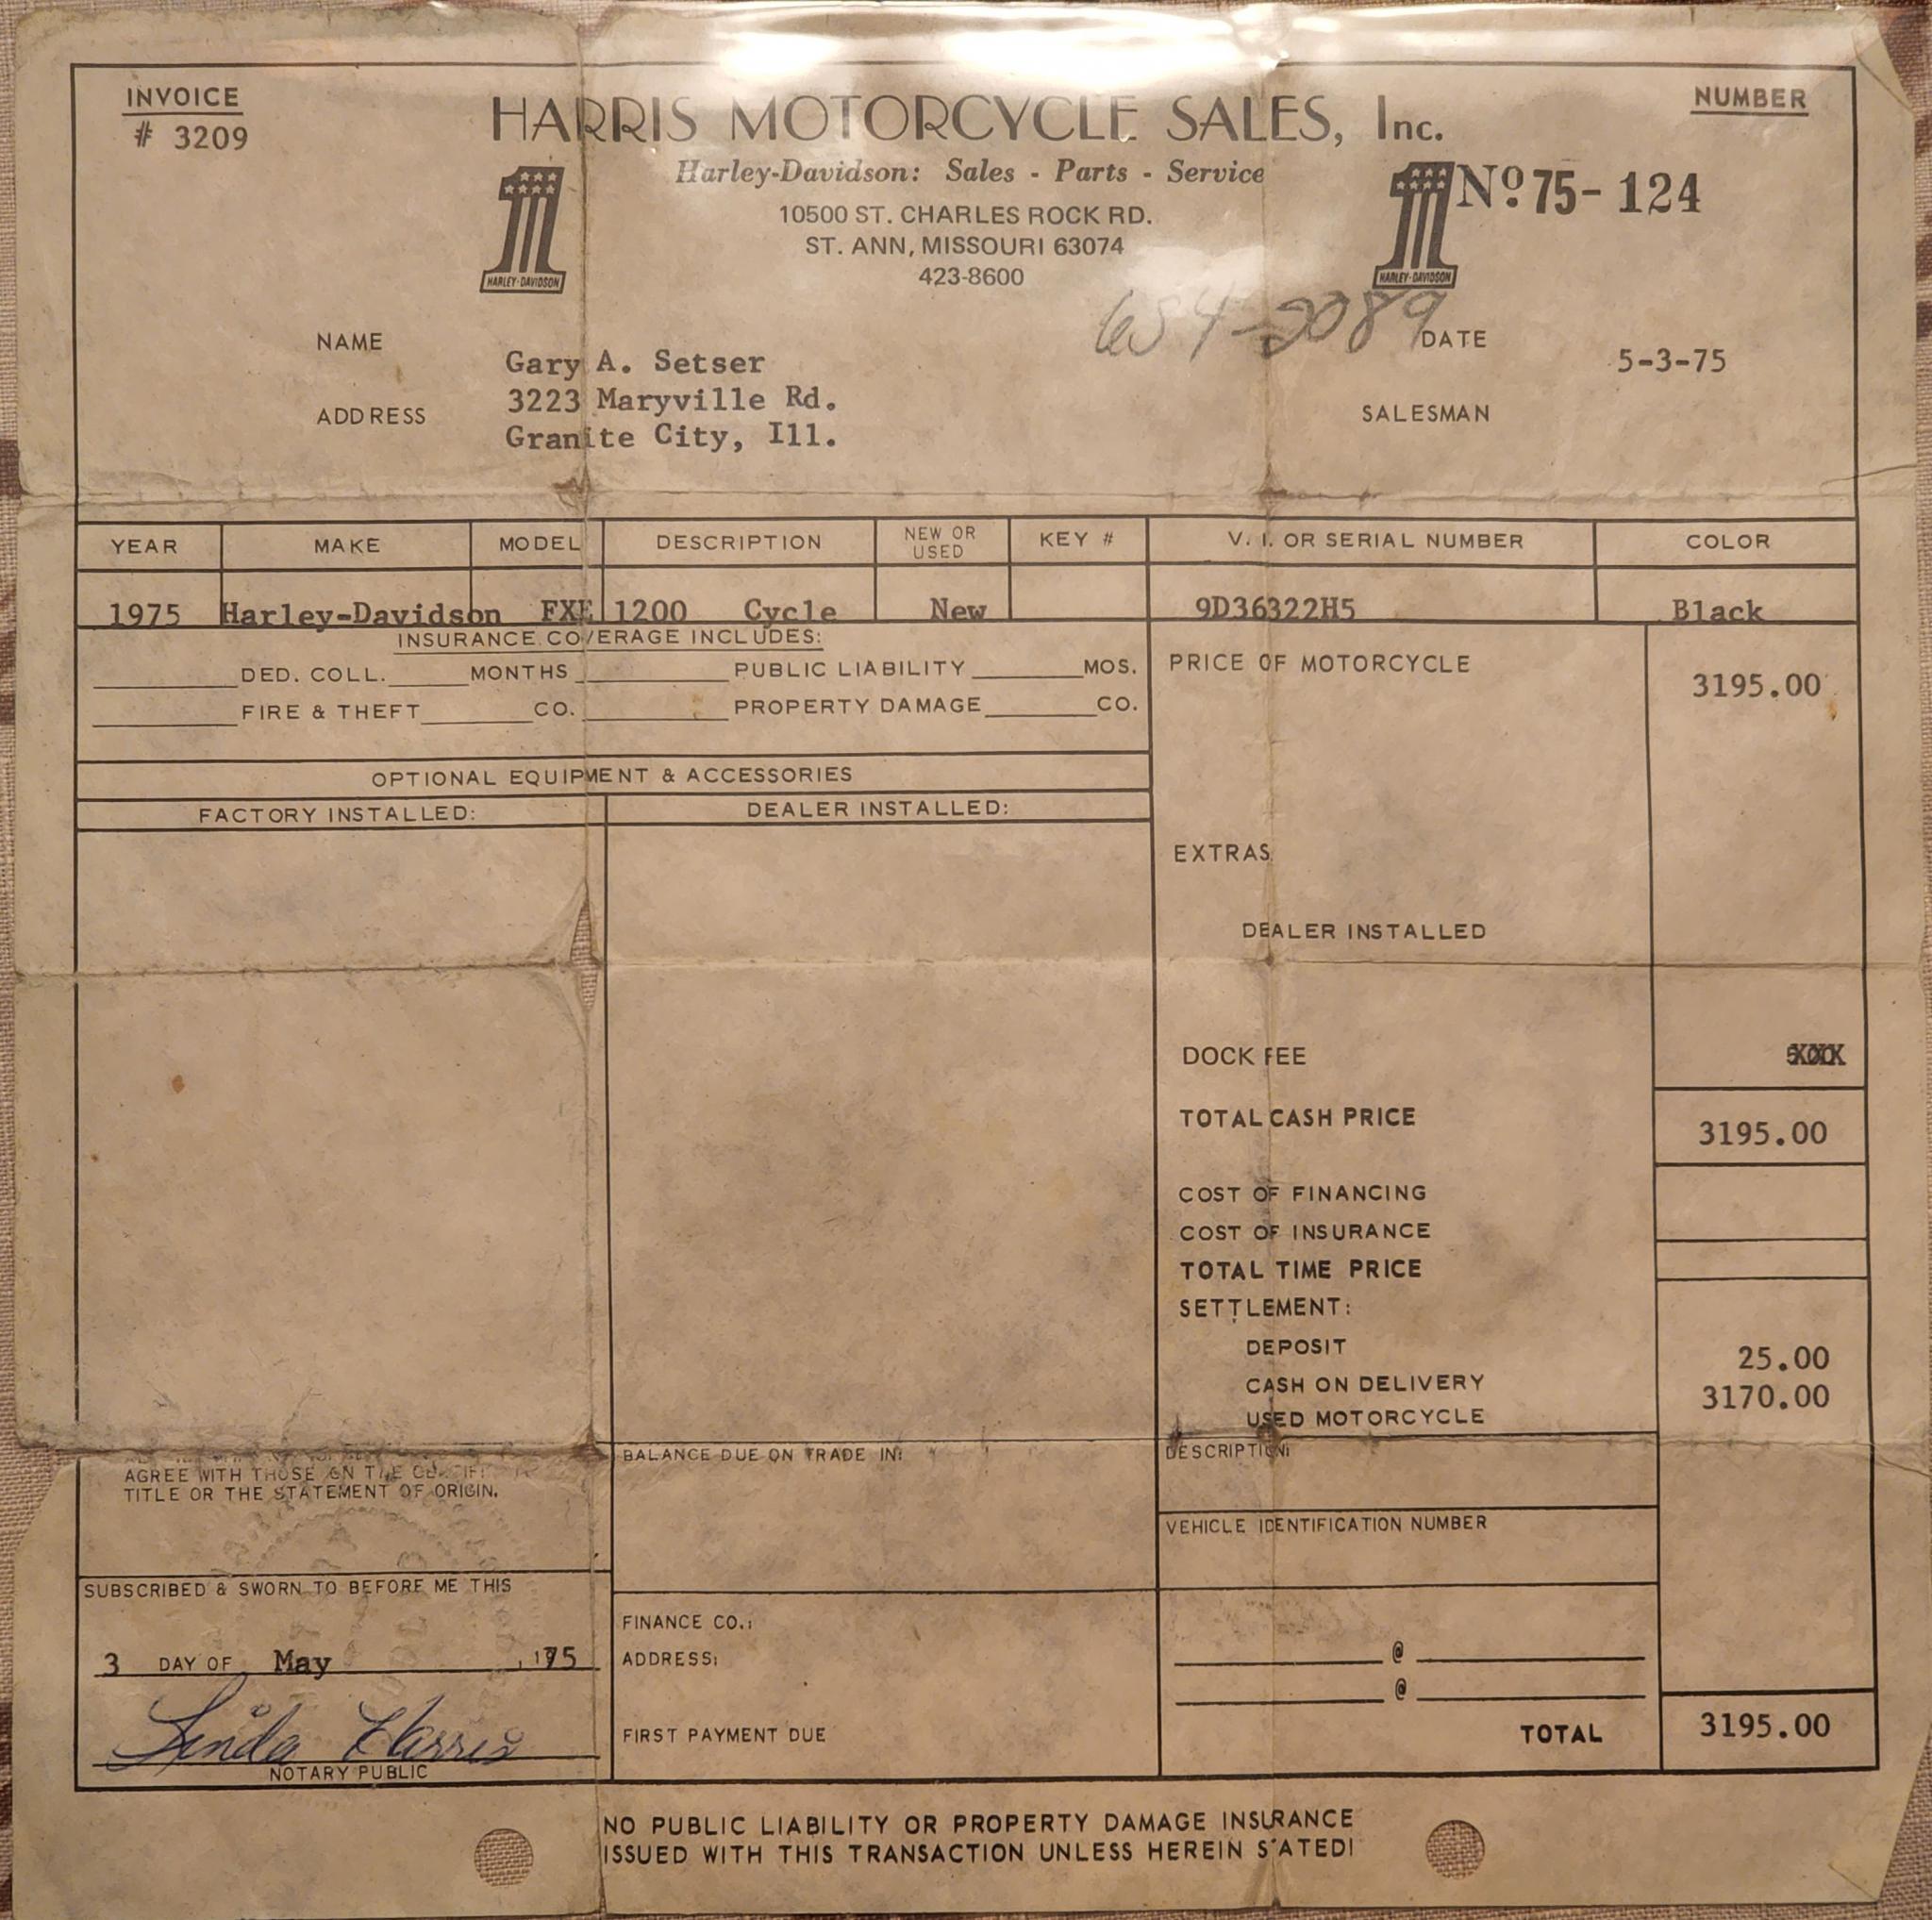 INVOICE
# 3209
HARRIS MOTORCYCLE SALES, Inc.
Harley-Davidson: Sales - Parts - Service
10500 ST. CHARLES ROCK RD.
ST. ANN, MISSOURI 63074
423-8600
NUMBER
Nº 75-124
HARLEY-DAVIDSON
HARLEY-DAVIDSON
654-2089
NAME
Gary A. Setser
ADDRESS
3223 Maryville Rd.
Granite City, Ill.
DATE 5-3-75
SALESMAN
YEAR MAKE MODEL DESCRIPTION NEW OR USED KEY # V. I. OR SERIAL NUMBER COLOR
1975 Harley-Davidson FXE 1200 Cycle New 9D36322H5 Black
INSURANCE COVERAGE INCLUDES:
DED. COLL. MONTHS PUBLIC LIABILITY MOS.
FIRE & THEFT CO. PROPERTY DAMAGE CO.
OPTIONAL EQUIPMENT & ACCESSORIES
FACTORY INSTALLED: DEALER INSTALLED:
PRICE OF MOTORCYCLE 3195.00
EXTRAS
DEALER INSTALLED
DOCK FEE
TOTAL CASH PRICE 3195.00
COST OF FINANCING
COST OF INSURANCE
TOTAL TIME PRICE
SETTLEMENT:
DEPOSIT 25.00
CASH ON DELIVERY 3170.00
USED MOTORCYCLE
DESCRIPTION:
VEHICLE IDENTIFICATION NUMBER
@
@
TOTAL 3195.00
BALANCE DUE ON TRADE IN:
FINANCE CO.:
ADDRESS:
FIRST PAYMENT DUE
AGREE WITH THOSE ON THE
TITLE OR THE STATEMENT OF ORIGIN.
SUBSCRIBED & SWORN TO BEFORE ME THIS
3 DAY OF May, 1975
Linda Harris
NOTARY PUBLIC
NO PUBLIC LIABILITY OR PROPERTY DAMAGE INSURANCE
ISSUED WITH THIS TRANSACTION UNLESS HEREIN STATED!